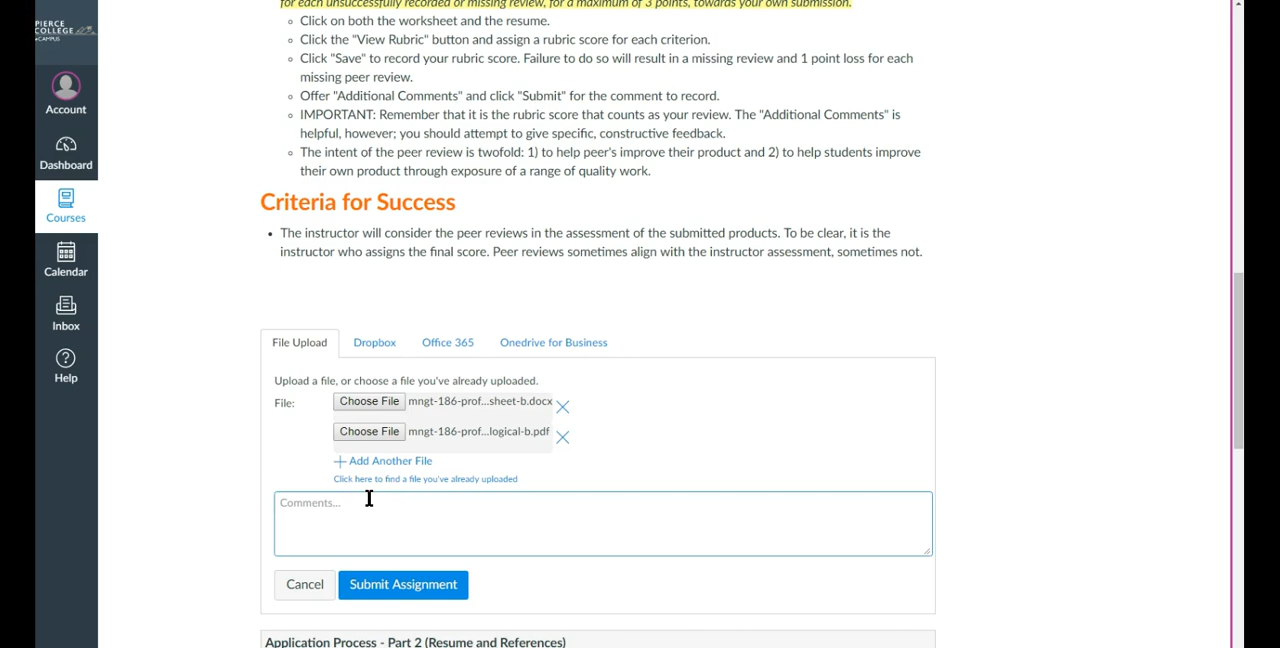 for each unsuccessfully recorded or missing review, for a maximum of 3 points, towards your own submission.
Click on both the worksheet and the resume.
Click the "View Rubric" button and assign a rubric score for each criterion.
Click "Save" to record your rubric score. Failure to do so will result in a missing review and 1 point loss for each
missing peer review.
Offer "Additional Comments" and click "Submit" for the comment to record.
IMPORTANT: Remember that it is the rubric score that counts as your review. The "Additional Comments" is
helpful, however; you should attempt to give specific, constructive feedback.
The intent of the peer review is twofold: 1) to help peer's improve their product and 2) to help students improve
their own product through exposure of a range of quality work.
Criteria for Success
The instructor will consider the peer reviews in the assessment of the submitted products. To be clear, it is the
instructor who assigns the final score. Peer reviews sometimes align with the instructor assessment, sometimes not.
PIERCE
COLLEGE
CAMPUS
Account
Dashboard
Courses
Calendar
Inbox
Help
File Upload
Dropbox
Office 365
Onedrive for Business
Upload a file, or choose a file you've already uploaded.
File:
Choose File mngt-186-prof...sheet-b.docx
Choose File mngt-186-prof...logical-b.pdf
Add Another File
Click here to find a file you've already uploaded
Comments...
Cancel
Submit Assignment
Application Process - Part 2 (Resume and References)